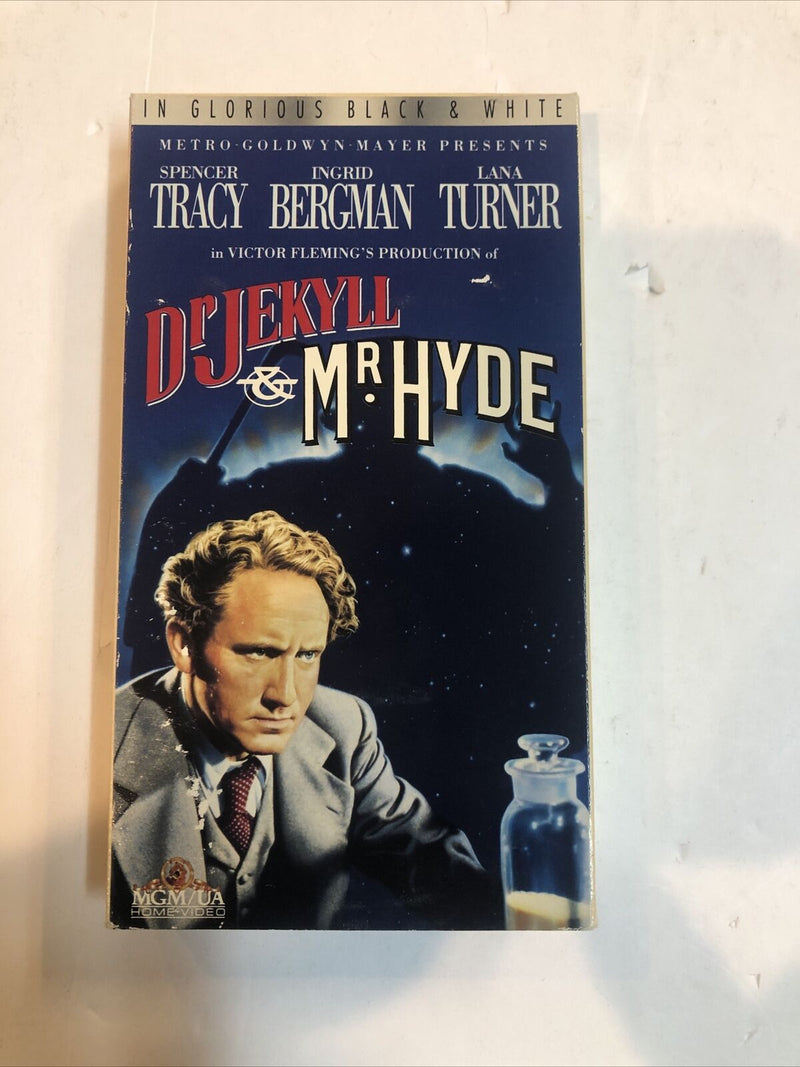 IN GLORIOUS BLACK & WHITE
METRO-GOLDWYN-MAYER PRESENTS
SPENCER INGRID LANA
TRACY BERGMAN TURNER
in VICTOR FLEMING'S PRODUCTION of
Dr JEKYLL
& MR. HYDE
MGM/UA
HOME VIDEO